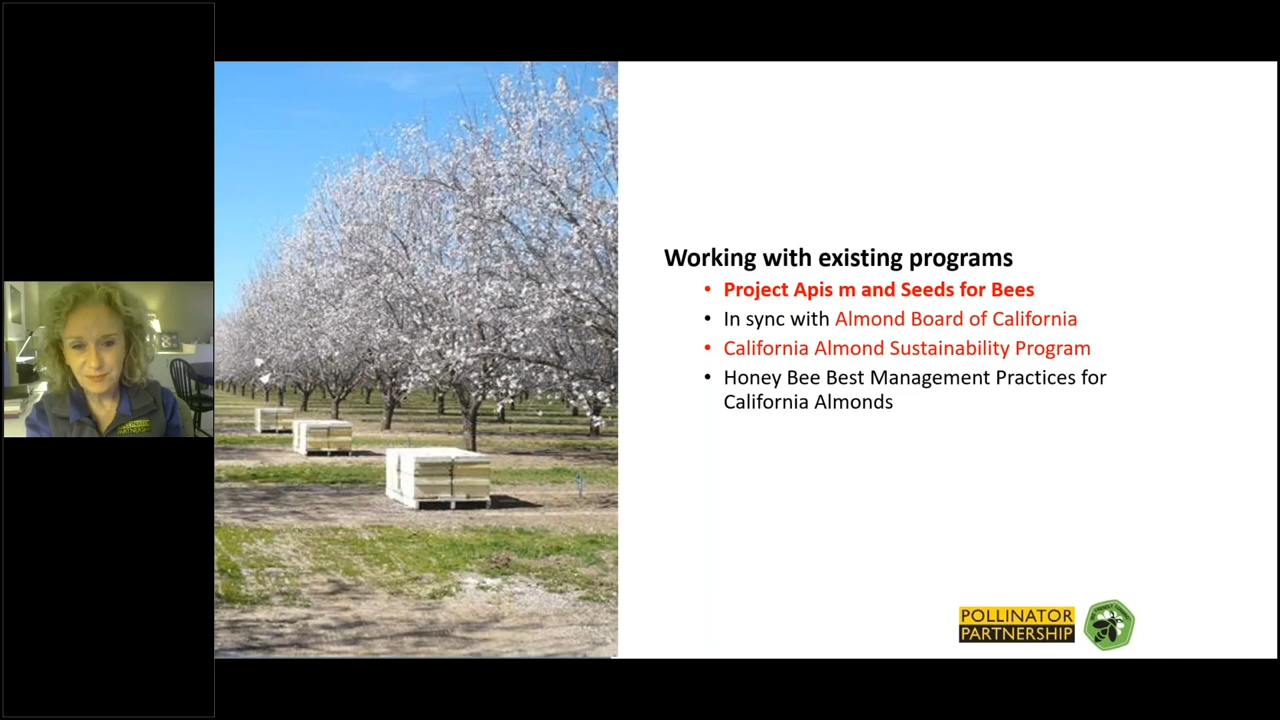 Working with existing programs
• Project Apis m and Seeds for Bees
• In sync with Almond Board of California
• California Almond Sustainability Program
• Honey Bee Best Management Practices for
California Almonds
POLLINATOR
PARTNERSHIP